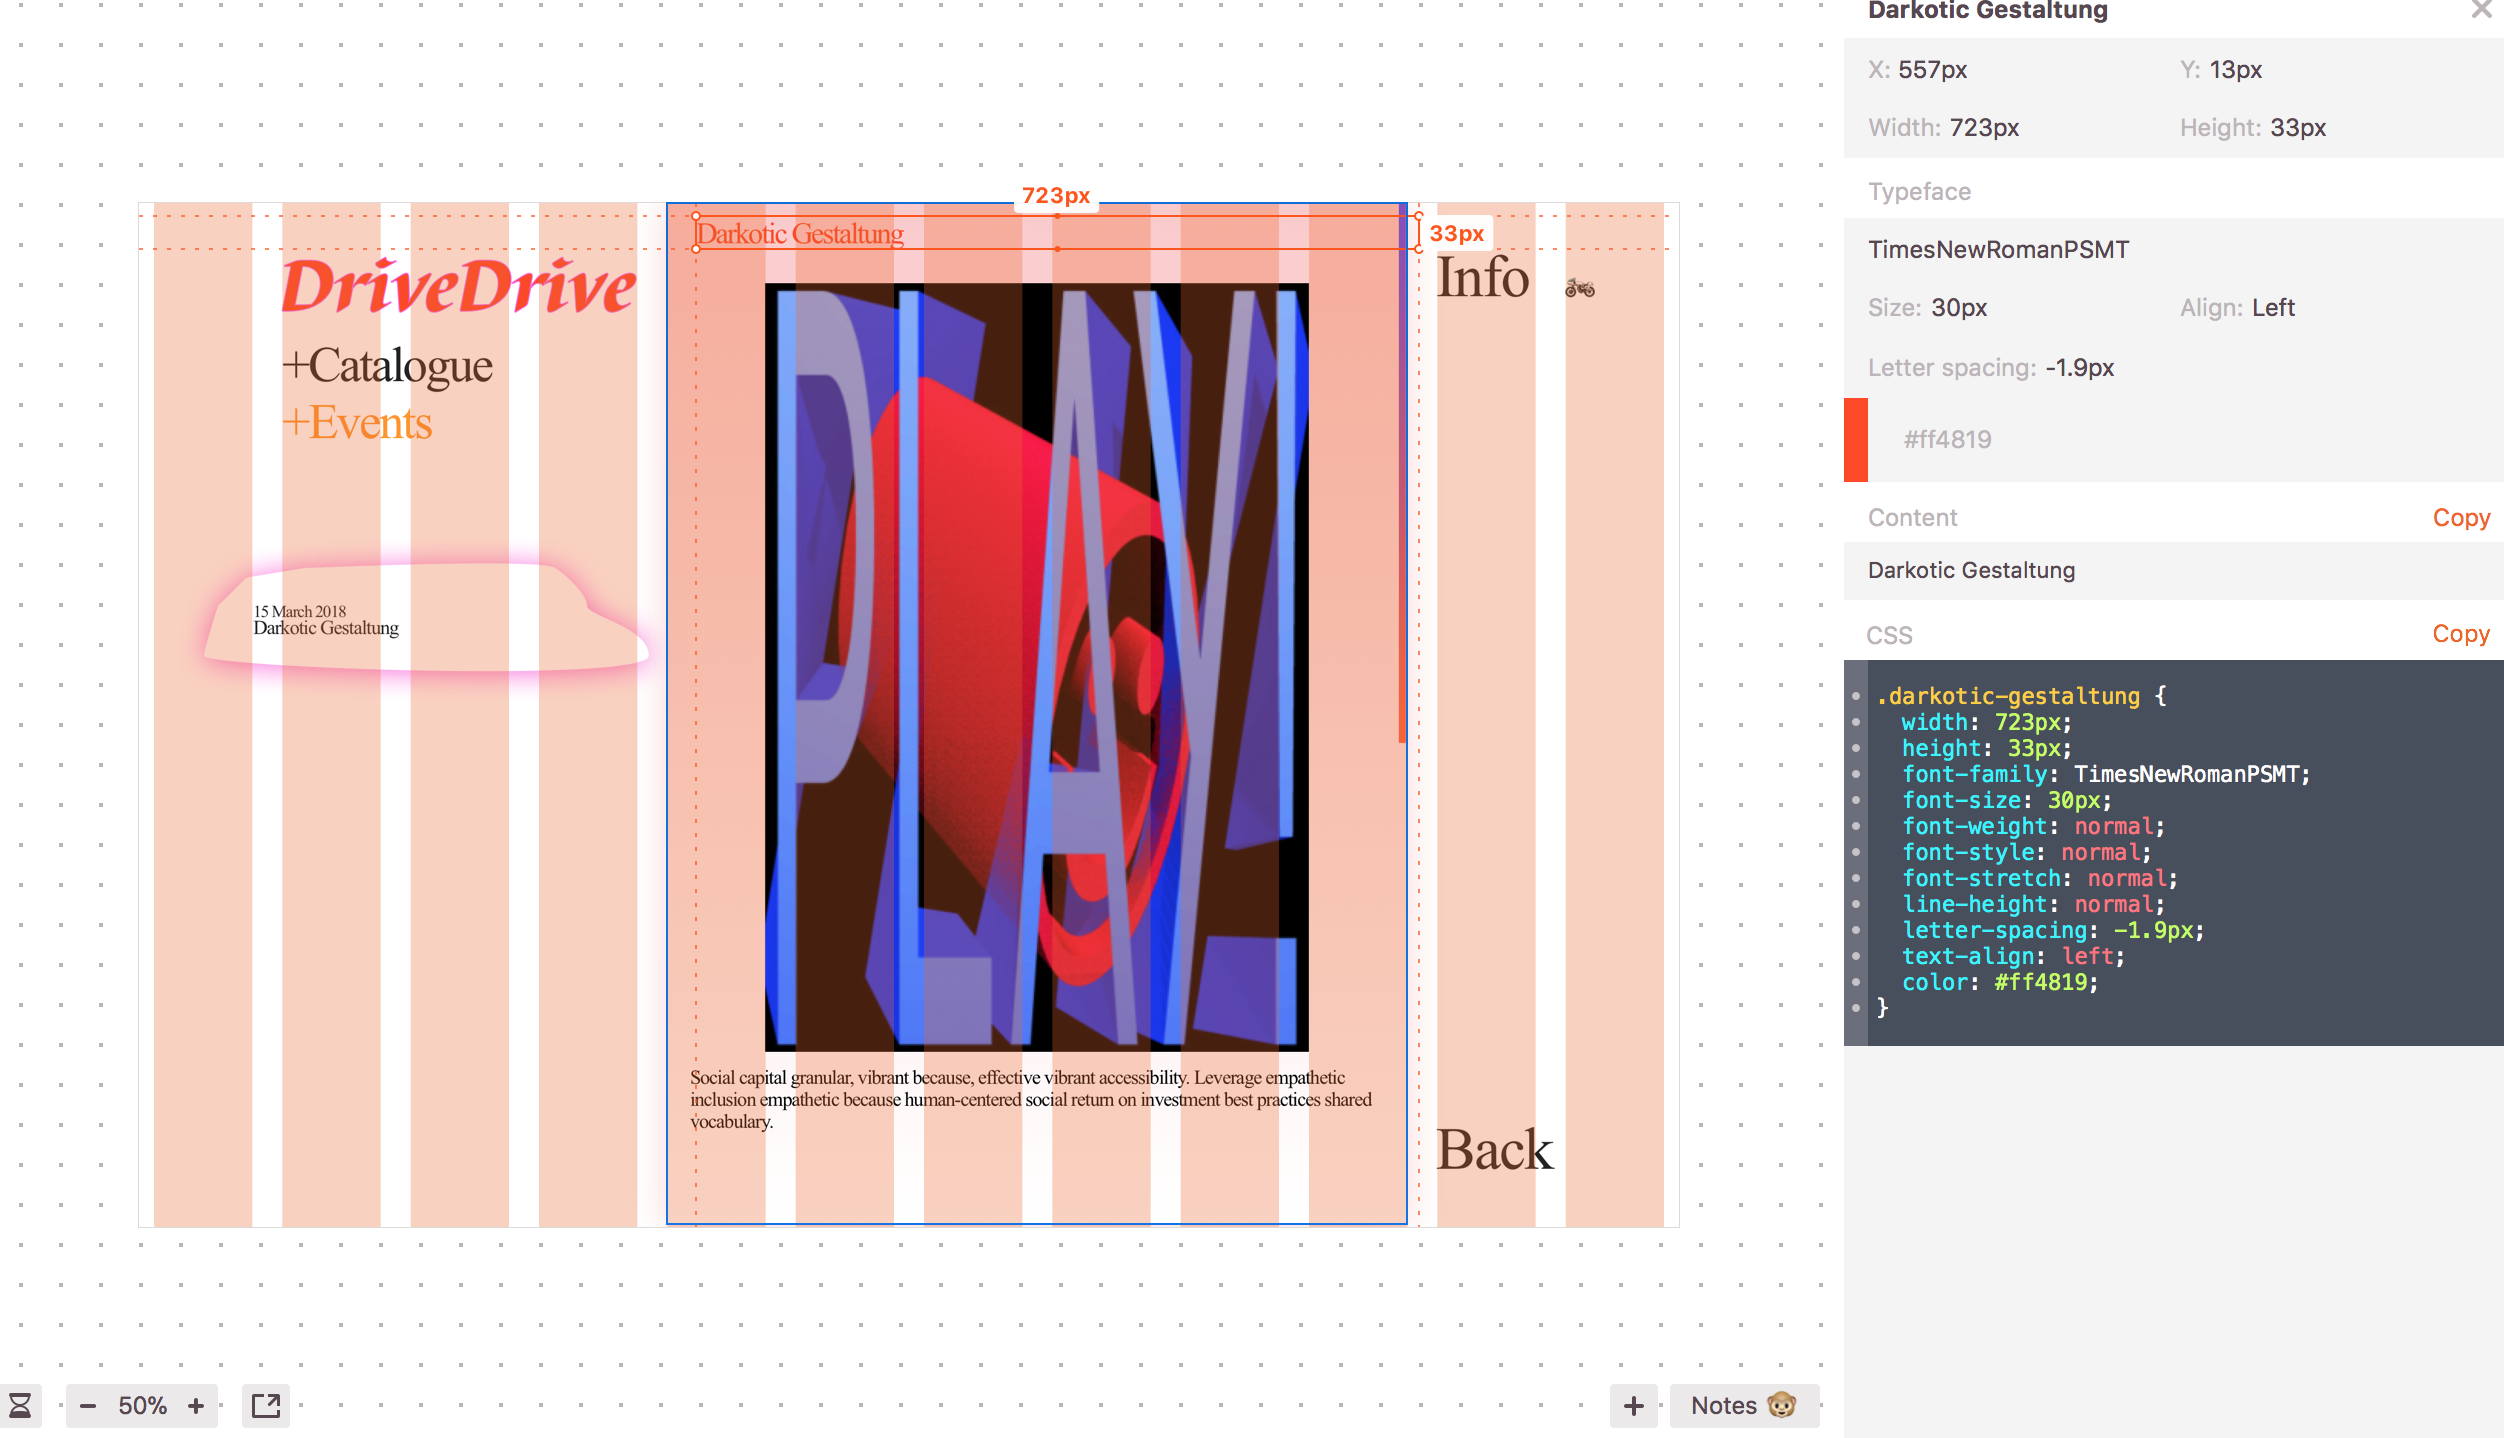 723px
33px
Darkotic Gestaltung
DriveDrive
+Catalogue
+Events
15 March 2018
Darkotic Gestaltung
PLAY!
Social capital granular, vibrant because, effective vibrant accessibility. Leverage empathetic
inclusion empathetic because human-centered social return on investment best practices shared
vocabulary.
Info
Back
50%
Notes
Darkotic Gestaltung
X: 557px
Y: 13px
Width: 723px
Height: 33px
Typeface
TimesNewRomanPSMT
Size: 30px
Align: Left
Letter spacing: -1.9px
#ff4819
Content
Copy
Darkotic Gestaltung
CSS
Copy
.darkotic-gestaltung {
width: 723px;
height: 33px;
font-family: TimesNewRomanPSMT;
font-size: 30px;
font-weight: normal;
font-style: normal;
font-stretch: normal;
line-height: normal;
letter-spacing: -1.9px;
text-align: left;
color: #ff4819;
}